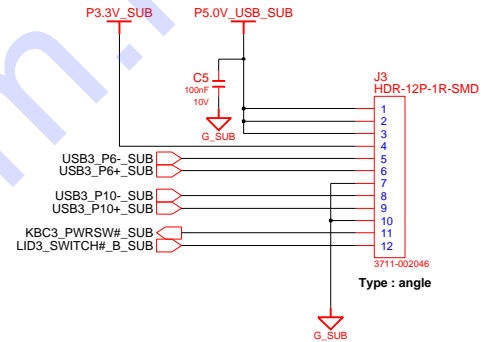 P3.3V_SUB
P5.0V_USB_SUB
C5
100nF
10V
G_SUB
J3
HDR-12P-1R-SMD
1
2
3
4
USB3_P6-_SUB 5
USB3_P6+_SUB 6
7
USB3_P10-_SUB 8
USB3_P10+_SUB 9
10
KBC3_PWRSW#_SUB 11
LID3_SWITCH#_B_SUB 12
3711-002046
Type : angle
G_SUB